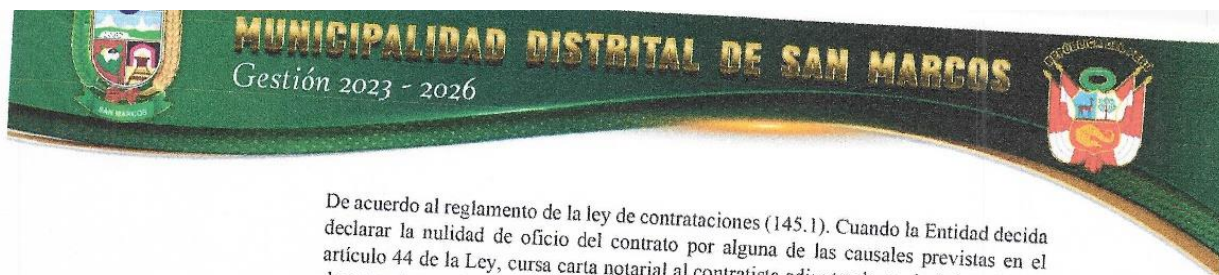 MUNICIPALIDAD DISTRITAL DE SAN MARCOS
Gestión 2023 - 2026
SAN MARCOS
De acuerdo al reglamento de la ley de contrataciones (145.1). Cuando la Entidad decida
declarar la nulidad de oficio del contrato por alguna de las causales previstas en el
artículo 44 de la Ley, cursa carta notarial al contratista